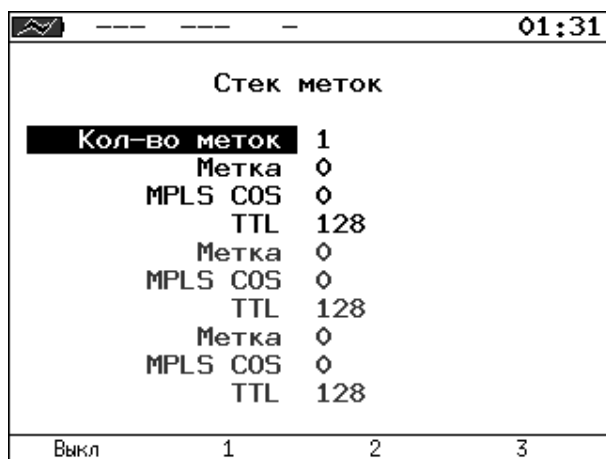 --- --- - 01:31
Стек меток
Кол-во меток 1
Метка 0
MPLS COS 0
TTL 128
Метка 0
MPLS COS 0
TTL 128
Метка 0
MPLS COS 0
TTL 128
Выкл 1 2 3